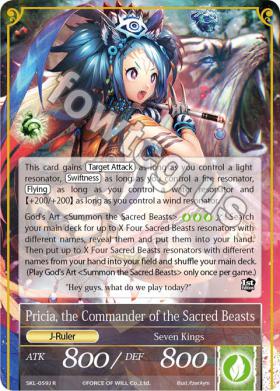 This card gains Target Attack as long as you control a light
resonator, Swiftness as long as you control a fire resonator,
Flying as long as you control a water resonator and
[+200/+200] as long as you control a wind resonator.
God's Art <Summon the Sacred Beasts> : Search
your main deck for up to X Four Sacred Beasts resonators with
different names, reveal them and put them into your hand.
Then put up to X Four Sacred Beasts resonators with different
names from your hand into your field and shuffle your main deck.
(Play God's Art <Summon the Sacred Beasts> only once per game.)
"Hey guys, what do we play today?"
1st Edition
Pricia, the Commander of the Sacred Beasts
J-Ruler Seven Kings
ATK 800 / DEF 800
SKL-059J R ©FORCE OF WILL Co.,Ltd.